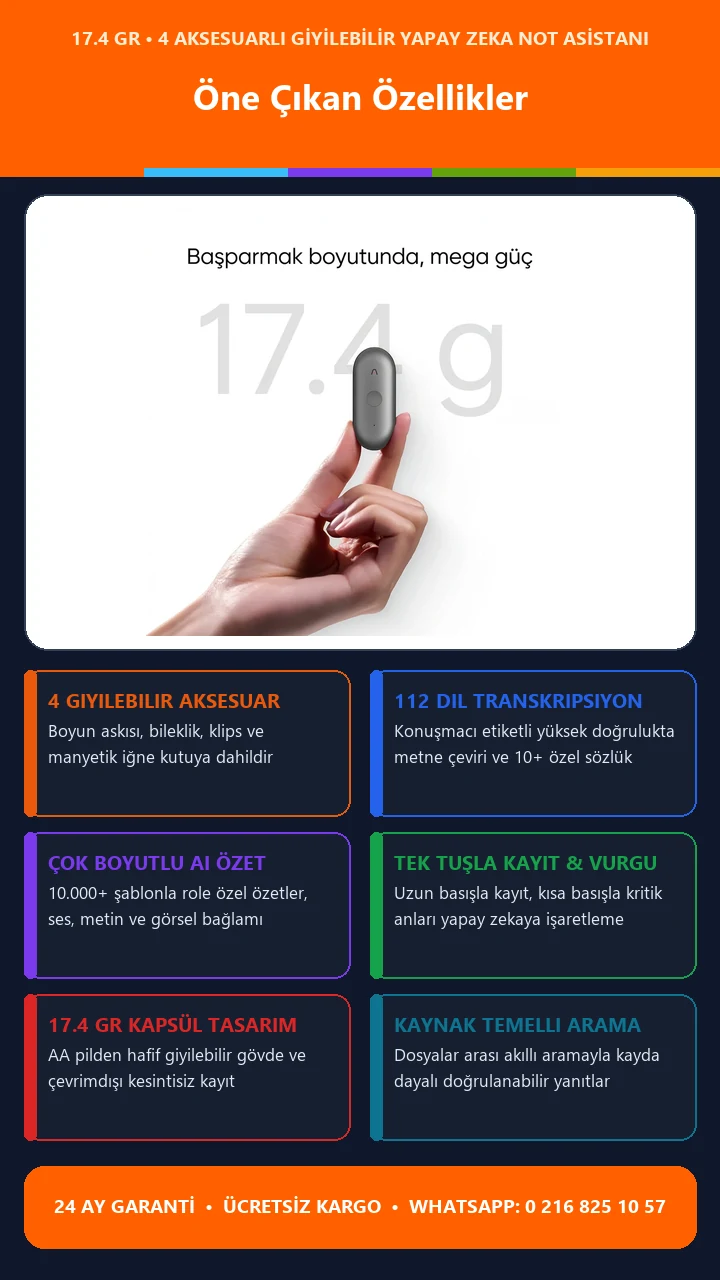 17.4 GR • 4 AKSESUARLI GİYİLEBİLİR YAPAY ZEKA NOT ASİSTANI
Öne Çıkan Özellikler
Başparmak boyutunda, mega güç
17.4 g
4 GIYILEBILIR AKSESUAR
Boyun askısı, bileklik, klips ve
manyetik iğne kutuya dahildir
112 DIL TRANSKRIPSIYON
Konuşmacı etiketli yüksek doğrulukta
metne çeviri ve 10+ özel sözlük
ÇOK BOYUTLU AI ÖZET
10.000+ şablonla role özel özetler,
ses, metin ve görsel bağlamı
TEK TUŞLA KAYIT & VURGU
Uzun basışla kayıt, kısa basışla kritik
anları yapay zekaya işaretleme
17.4 GR KAPSÜL TASARIM
AA pilden hafif giyilebilir gövde ve
çevrimdışı kesintisiz kayıt
KAYNAK TEMELLI ARAMA
Dosyalar arası akıllı aramayla kayda
dayalı doğrulanabilir yanıtlar
24 AY GARANTİ • ÜCRETSİZ KARGO • WHATSAPP: 0 216 825 10 57